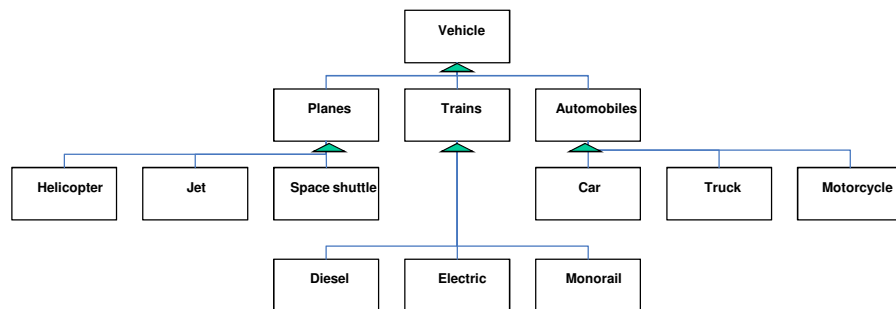 Vehicle
Planes
Trains
Automobiles
Helicopter
Jet
Space shuttle
Car
Truck
Motorcycle
Diesel
Electric
Monorail